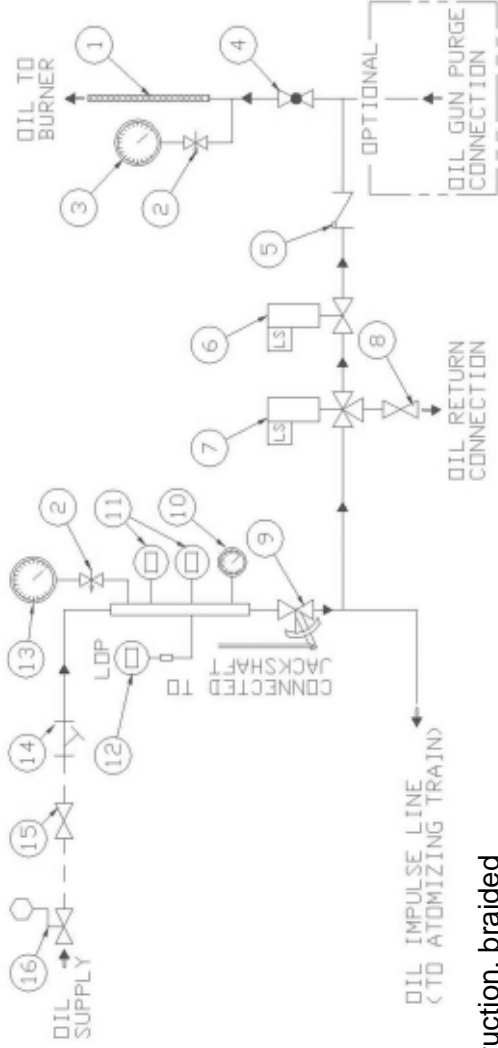 OIL TO
BURNER
1
3
2
4
OPTIONAL
OIL GUN PURGE
CONNECTION
5
6
LS
7
LS
8
OIL RETURN
CONNECTION
2
11
10
9
13
LOP
12
CONNECTED TO
JACKSHAFT
14
15
16
OIL
SUPPLY
OIL IMPULSE LINE
(TO ATOMIZING TRAIN)
ruction, braided